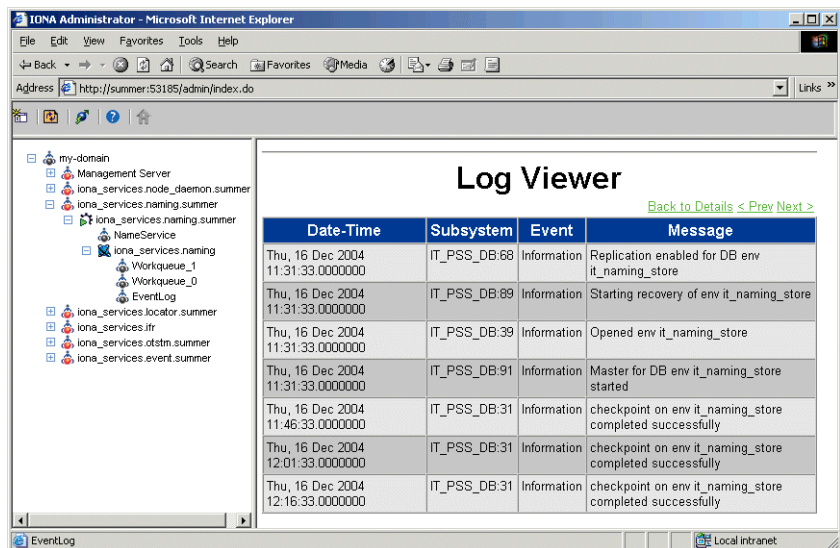 IONA Administrator - Microsoft Internet Explorer
File Edit View Favorites Tools Help
Back Search Favorites Media
Address http://summer:53185/admin/index.do Links »
my-domain
Management Server
iona_services.node_daemon.summer
iona_services.naming.summer
iona_services.naming.summer
NameService
iona_services.naming
Workqueue_1
Workqueue_0
EventLog
iona_services.locator.summer
iona_services.ifr
iona_services.otstm.summer
iona_services.event.summer
Log Viewer
Back to Details < Prev Next >
Date-Time Subsystem Event Message
Thu, 16 Dec 2004 IT_PSS_DB:68 Information Replication enabled for DB env
11:31:33.0000000 it_naming_store
Thu, 16 Dec 2004 IT_PSS_DB:89 Information Starting recovery of env it_naming_store
11:31:33.0000000
Thu, 16 Dec 2004 IT_PSS_DB:39 Information Opened env it_naming_store
11:31:33.0000000
Thu, 16 Dec 2004 IT_PSS_DB:91 Information Master for DB env it_naming_store
11:31:33.0000000 started
Thu, 16 Dec 2004 IT_PSS_DB:31 Information checkpoint on env it_naming_store
11:46:33.0000000 completed successfully
Thu, 16 Dec 2004 IT_PSS_DB:31 Information checkpoint on env it_naming_store
12:01:33.0000000 completed successfully
Thu, 16 Dec 2004 IT_PSS_DB:31 Information checkpoint on env it_naming_store
12:16:33.0000000 completed successfully
EventLog Local intranet